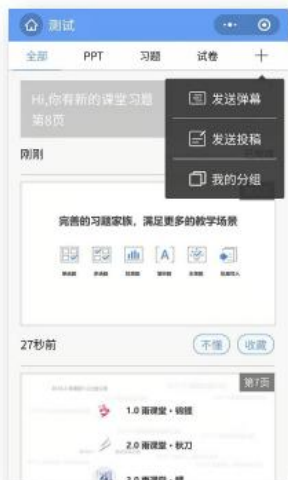 测试
全部 PPT 习题 试卷
Hi,你有新的课堂习题
第8页
发送弹幕
发送投稿
我的分组
刚刚
完善的习题家族，满足更多的教学场景
27秒前 不懂 收藏
第7页
1.0 雨课堂·锦鲤
2.0 雨课堂·秋刀